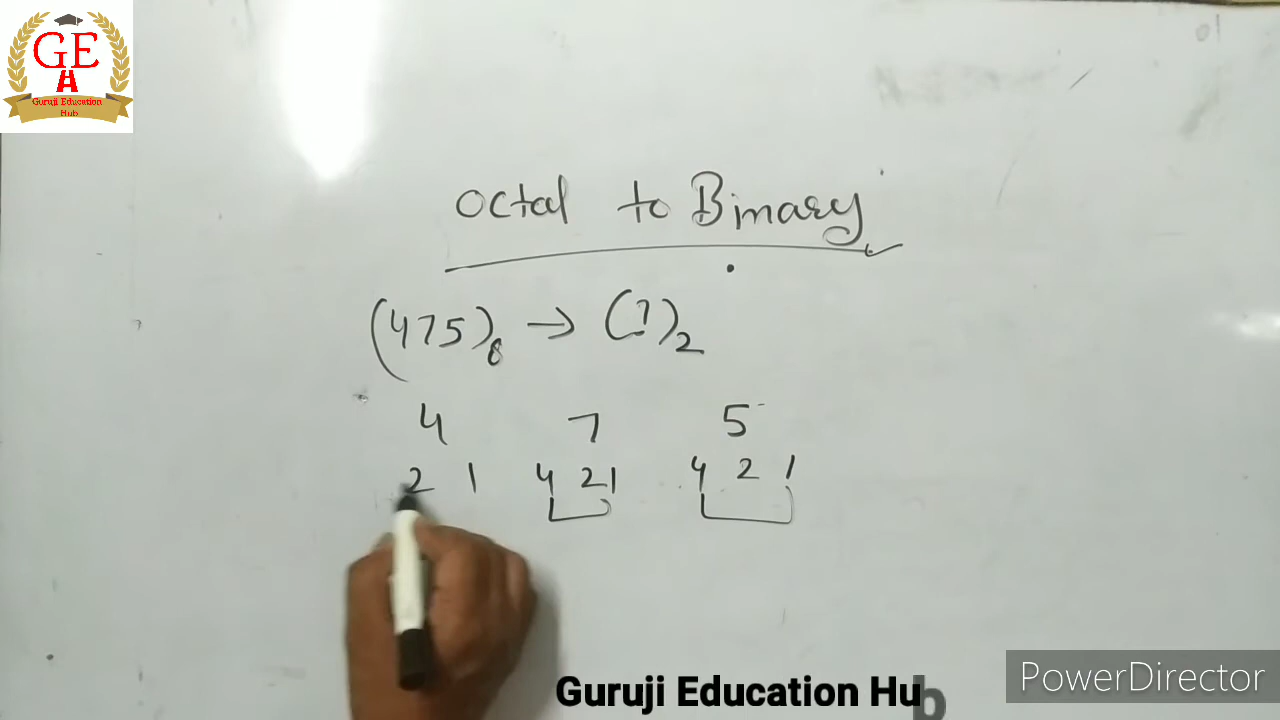 GE
H
Guruji Education
Hub
Octal to Binary
(475)8 → (?)2
4 7 5
2 1 4 2 1 4 2 1
PowerDirector
Guruji Education Hub